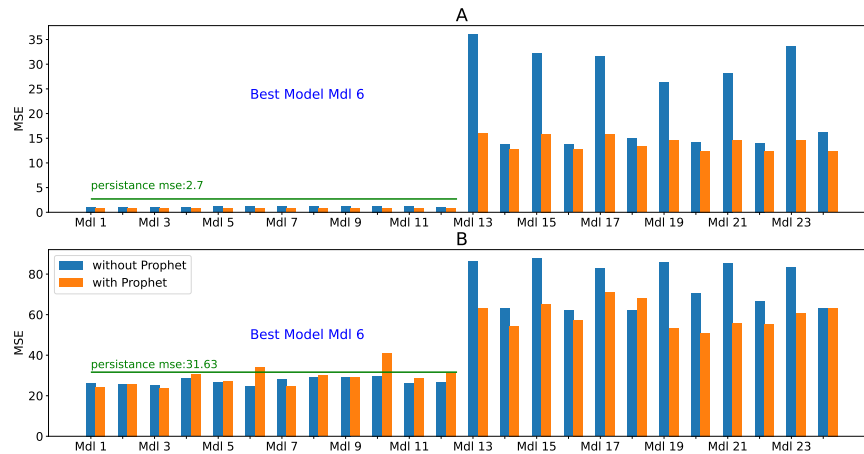 A
35
30
25
20
15
10
5
0
MSE
Best Model Mdl 6
persistance mse:2.7
Mdl 1 Mdl 3 Mdl 5 Mdl 7 Mdl 9 Mdl 11 Mdl 13 Mdl 15 Mdl 17 Mdl 19 Mdl 21 Mdl 23
B
80
60
40
20
0
MSE
without Prophet
with Prophet
Best Model Mdl 6
persistance mse:31.63
Mdl 1 Mdl 3 Mdl 5 Mdl 7 Mdl 9 Mdl 11 Mdl 13 Mdl 15 Mdl 17 Mdl 19 Mdl 21 Mdl 23